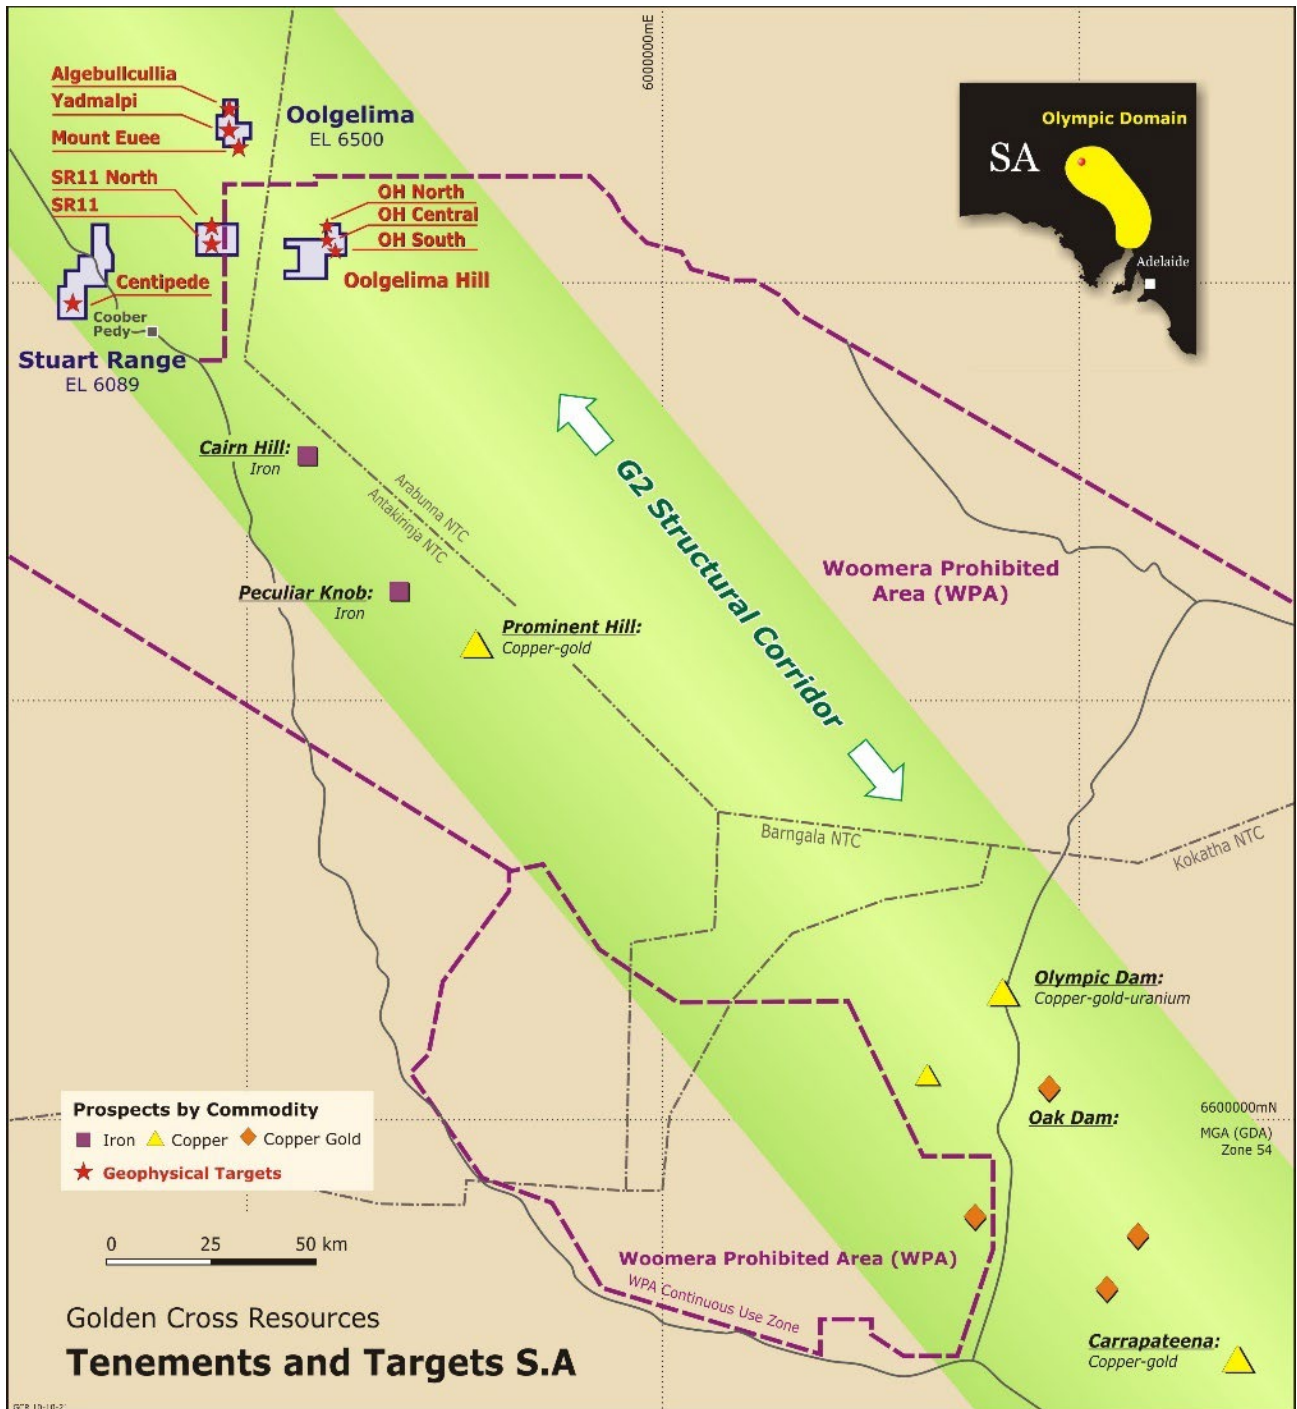 6000000mE
Algebullcullia
Yadmalpi
Mount Euee
Oolgelima
EL 6500
SR11 North
SR11
OH North
OH Central
OH South
Oolgelima Hill
Centipede
Coober
Pedy
Stuart Range
EL 6089
Olympic Domain
SA
Adelaide
Cairn Hill:
Iron
Arabunna NTC
Antakirinja NTC
G2 Structural Corridor
Woomera Prohibited
Area (WPA)
Peculiar Knob:
Iron
Prominent Hill:
Copper-gold
Barngala NTC
Kokatha NTC
Olympic Dam:
Copper-gold-uranium
Oak Dam:
6600000mN
MGA (GDA)
Zone 54
Prospects by Commodity
Iron Copper Copper Gold
Geophysical Targets
0 25 50 km
Woomera Prohibited Area (WPA)
WPA Continuous Use Zone
Golden Cross Resources
Tenements and Targets S.A
Carrapateena:
Copper-gold